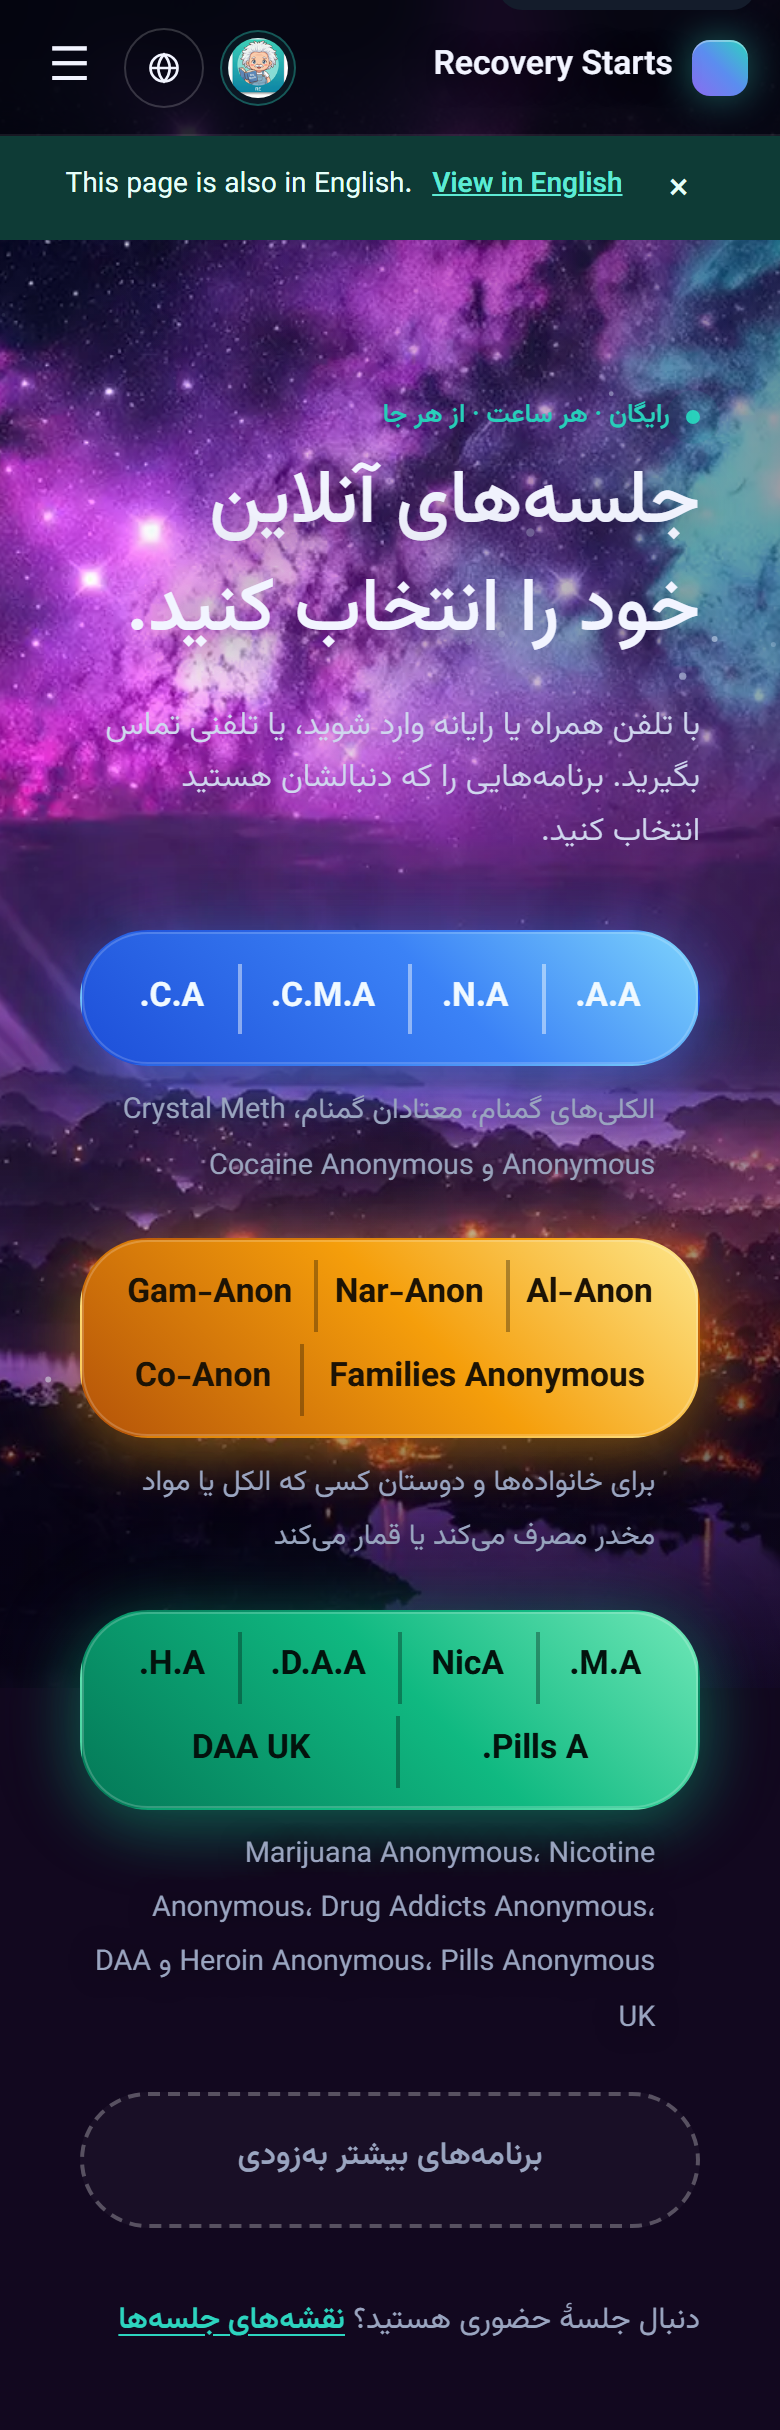 Recovery Starts
This page is also in English. View in English ×
رایگان · هر ساعت · از هر جا
جلسه‌های آنلاین
خود را انتخاب کنید.
با تلفن همراه یا رایانه وارد شوید، یا تلفنی تماس
بگیرید. برنامه‌هایی را که دنبالشان هستید
انتخاب کنید.
.A.A .N.A .C.M.A .C.A
الکلی‌های گمنام، معتادان گمنام، Crystal Meth
Anonymous و Cocaine Anonymous
Al-Anon Nar-Anon Gam-Anon
Families Anonymous Co-Anon
برای خانواده‌ها و دوستان کسی که الکل یا مواد
مخدر مصرف می‌کند یا قمار می‌کند
.M.A NicA .D.A.A .H.A
.Pills A DAA UK
Marijuana Anonymous، Nicotine
Anonymous، Drug Addicts Anonymous،
Heroin Anonymous، Pills Anonymous و DAA
UK
برنامه‌های بیشتر به‌زودی
دنبال جلسهٔ حضوری هستید؟ نقشه‌های جلسه‌ها